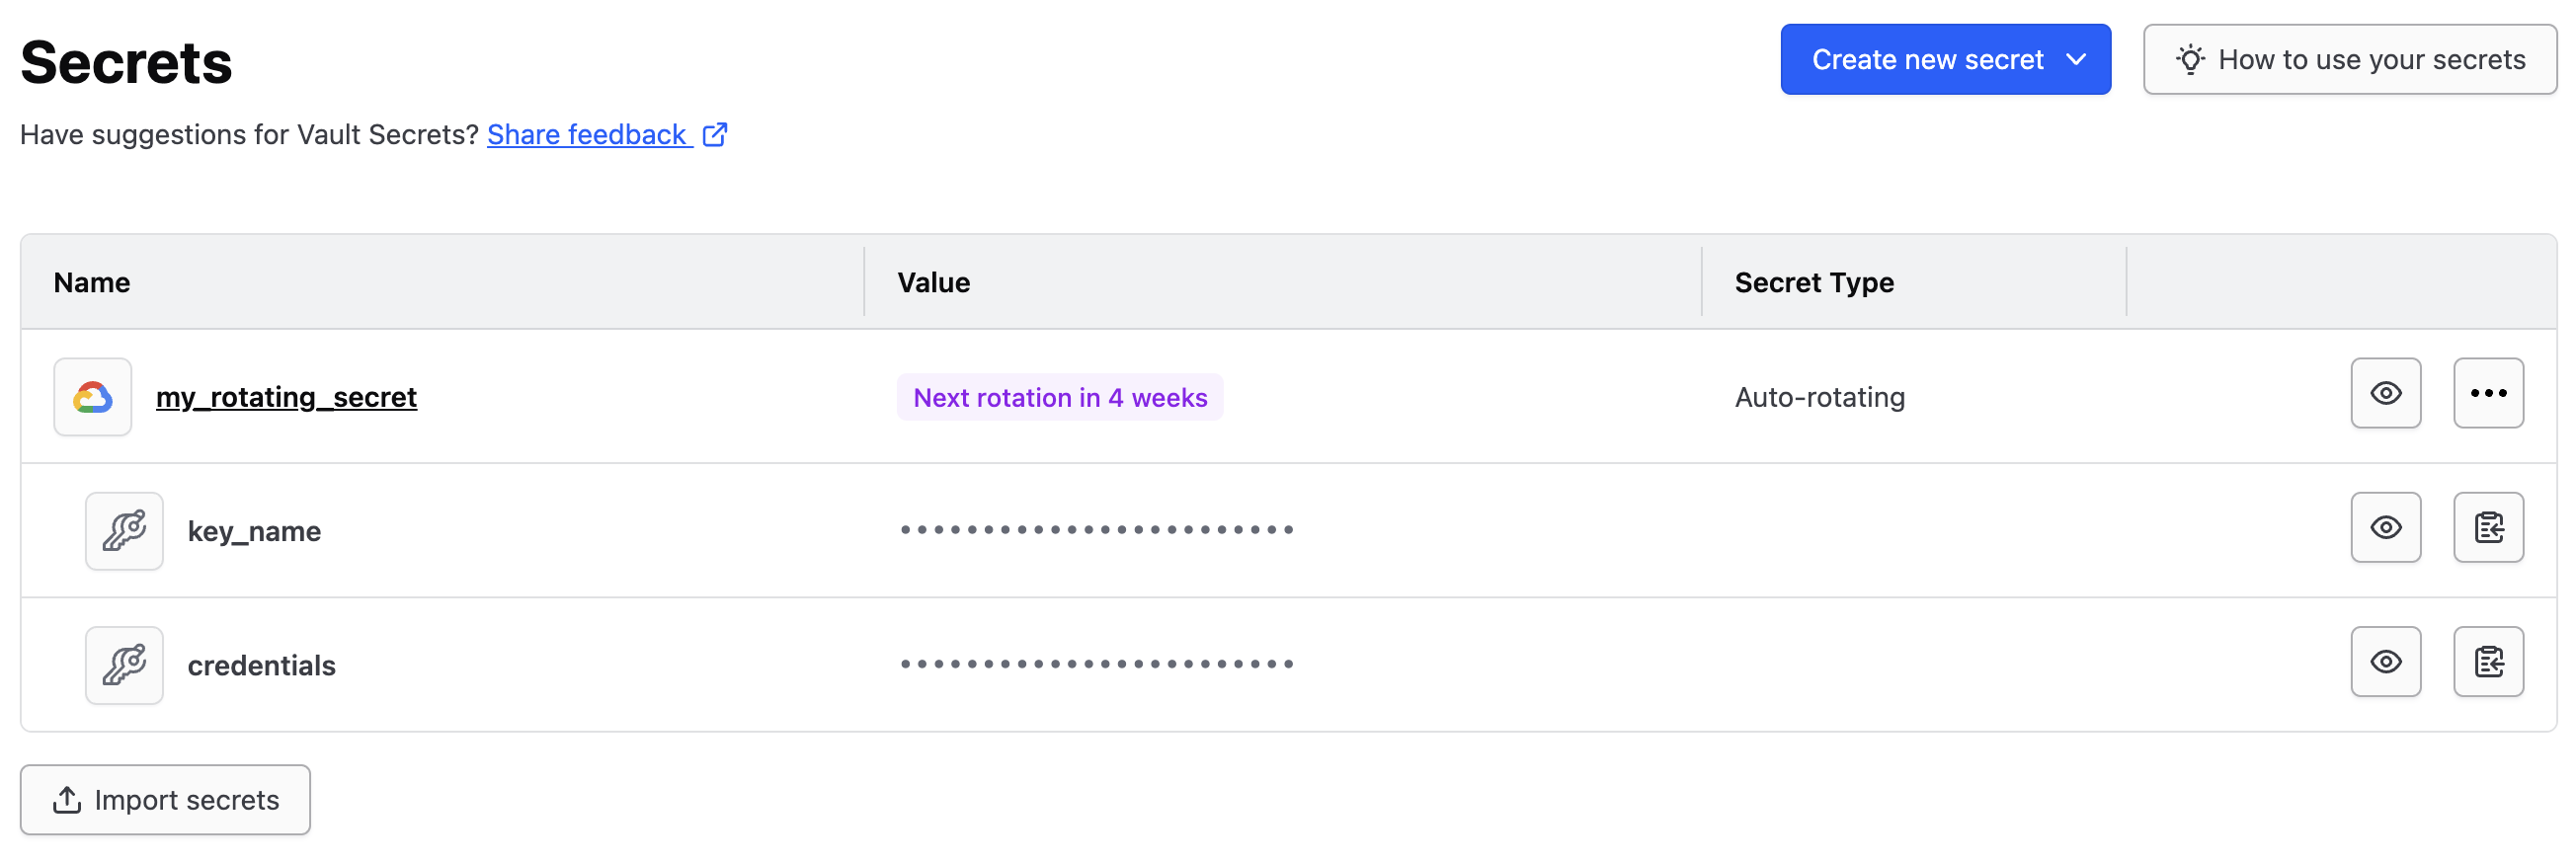 Secrets
Create new secret
How to use your secrets
Have suggestions for Vault Secrets? Share feedback
Name Value Secret Type
my_rotating_secret Next rotation in 4 weeks Auto-rotating
key_name
credentials
Import secrets